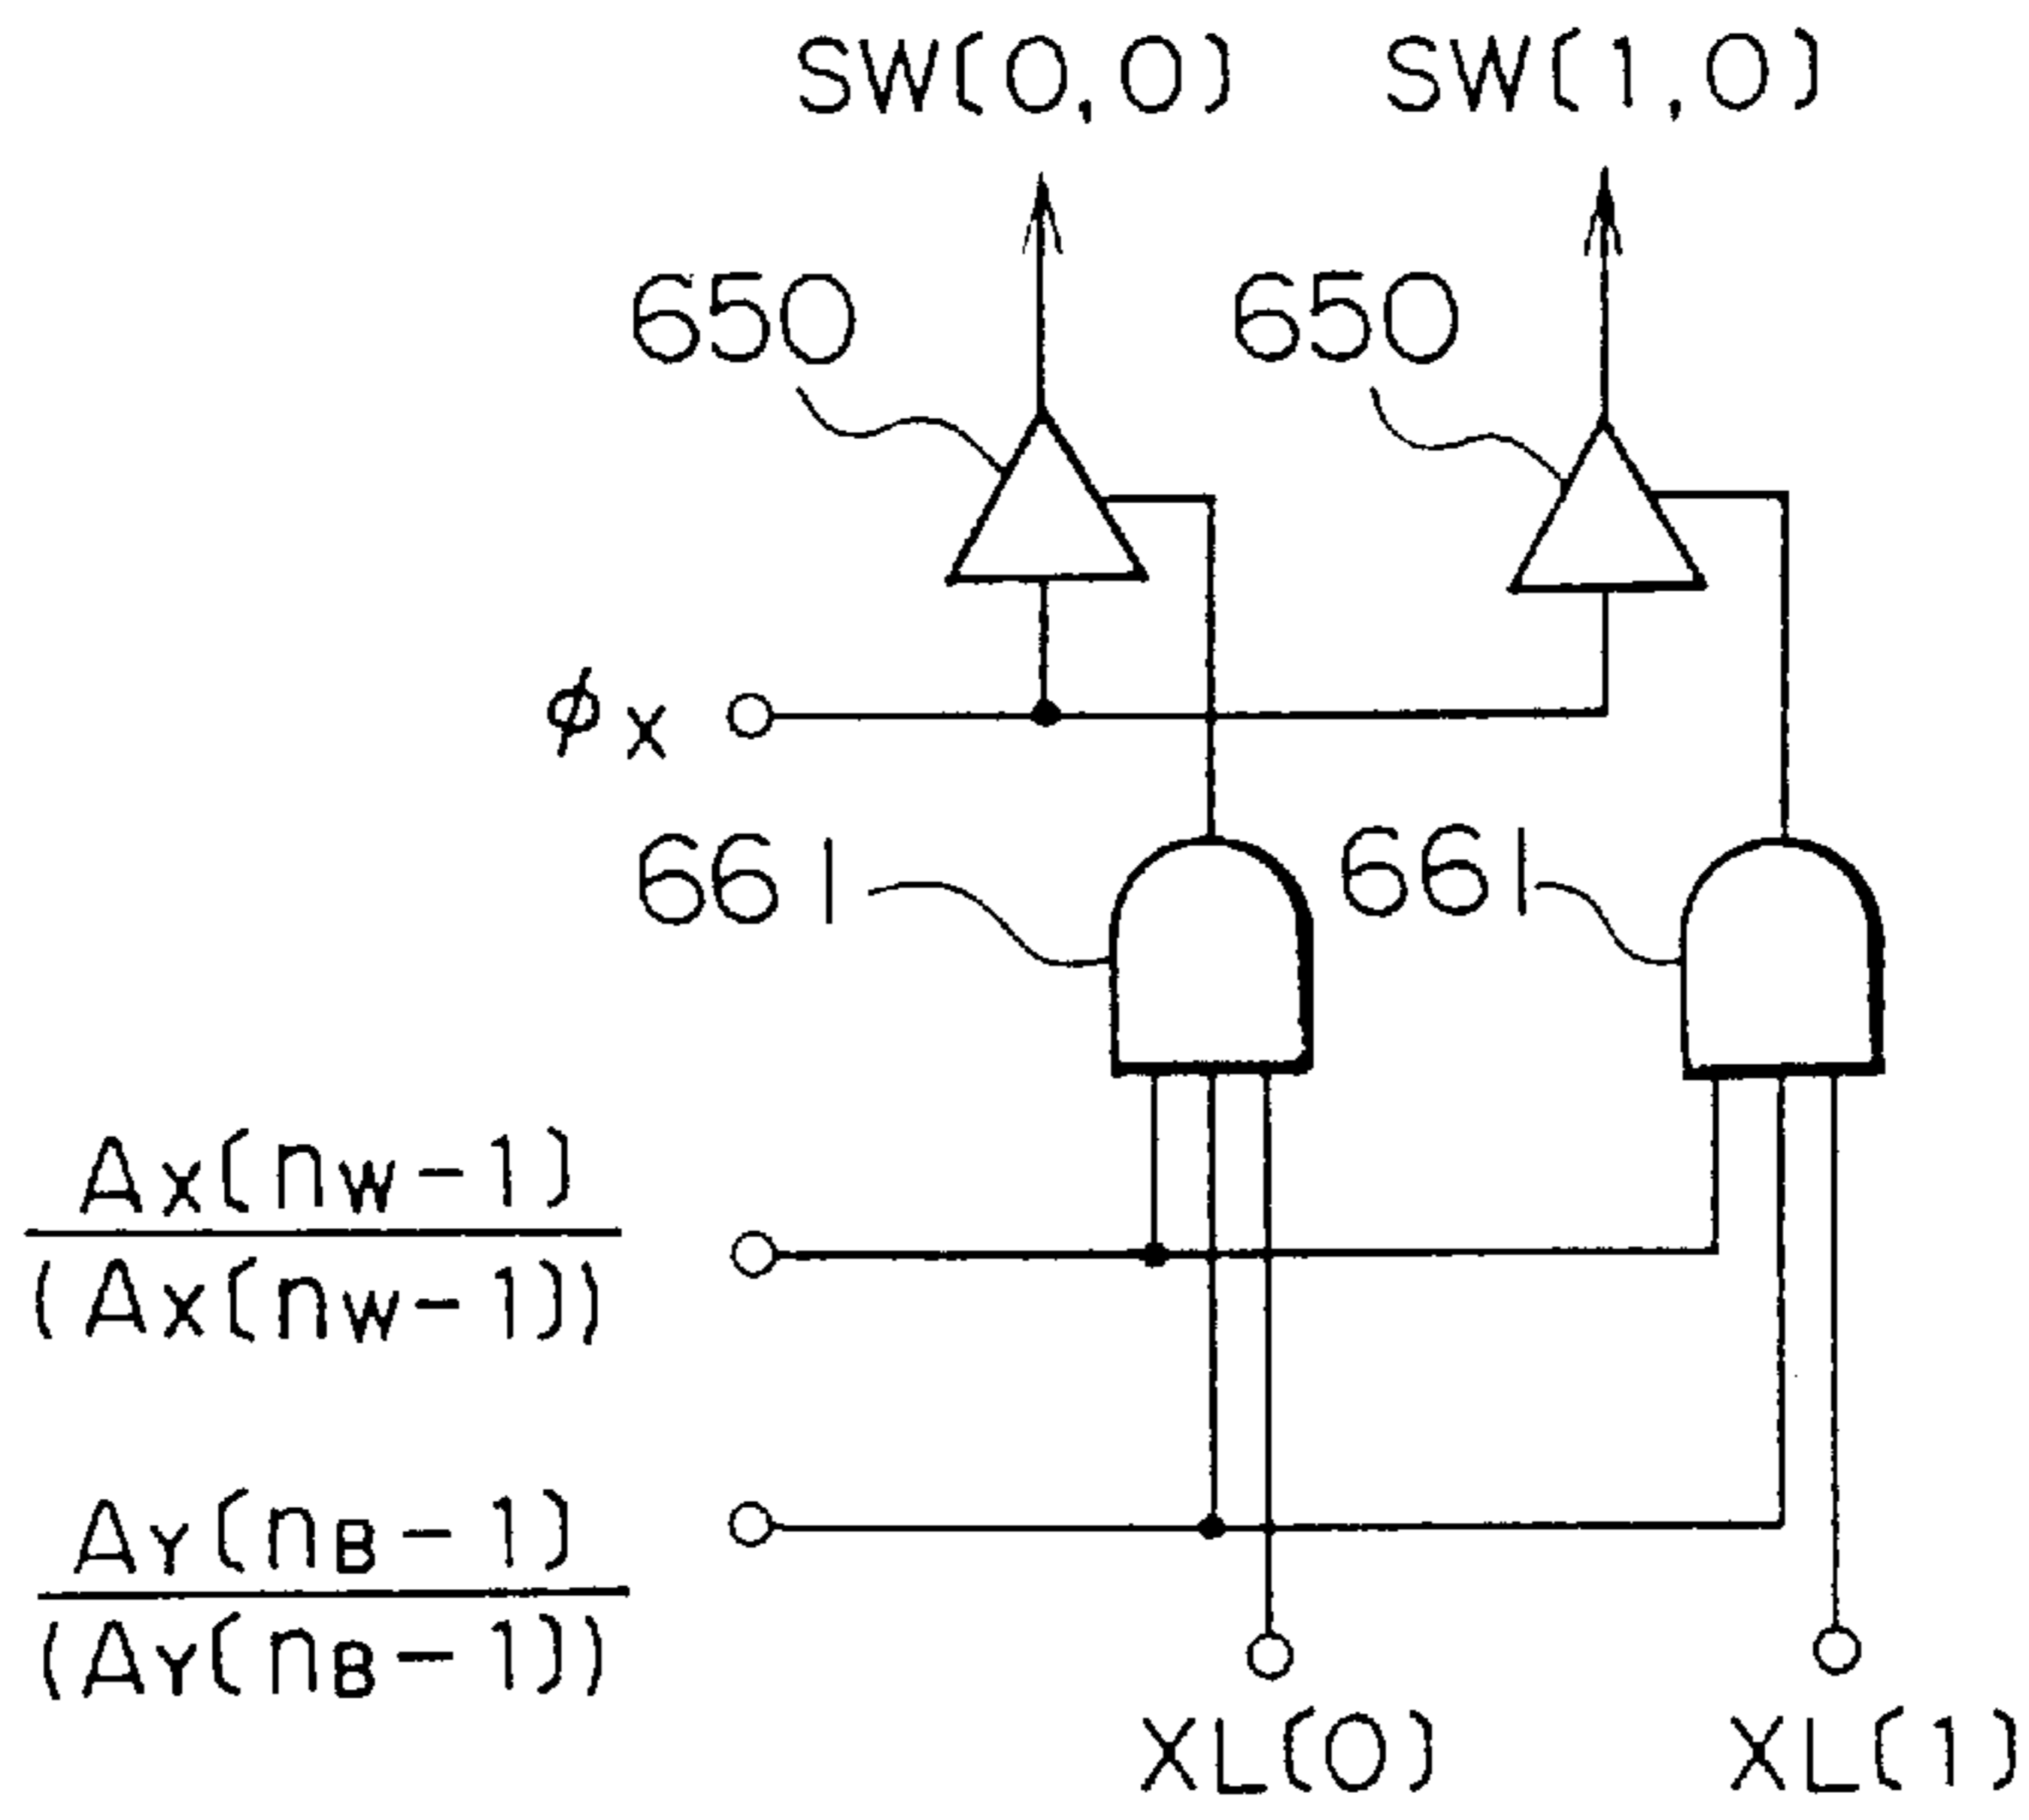 SW(0,0) SW(1,0)
650 650
ϕX
661 661
AX(nW-1)
(AX(nW-1))
AY(nB-1)
(AY(nB-1))
XL(0) XL(1)